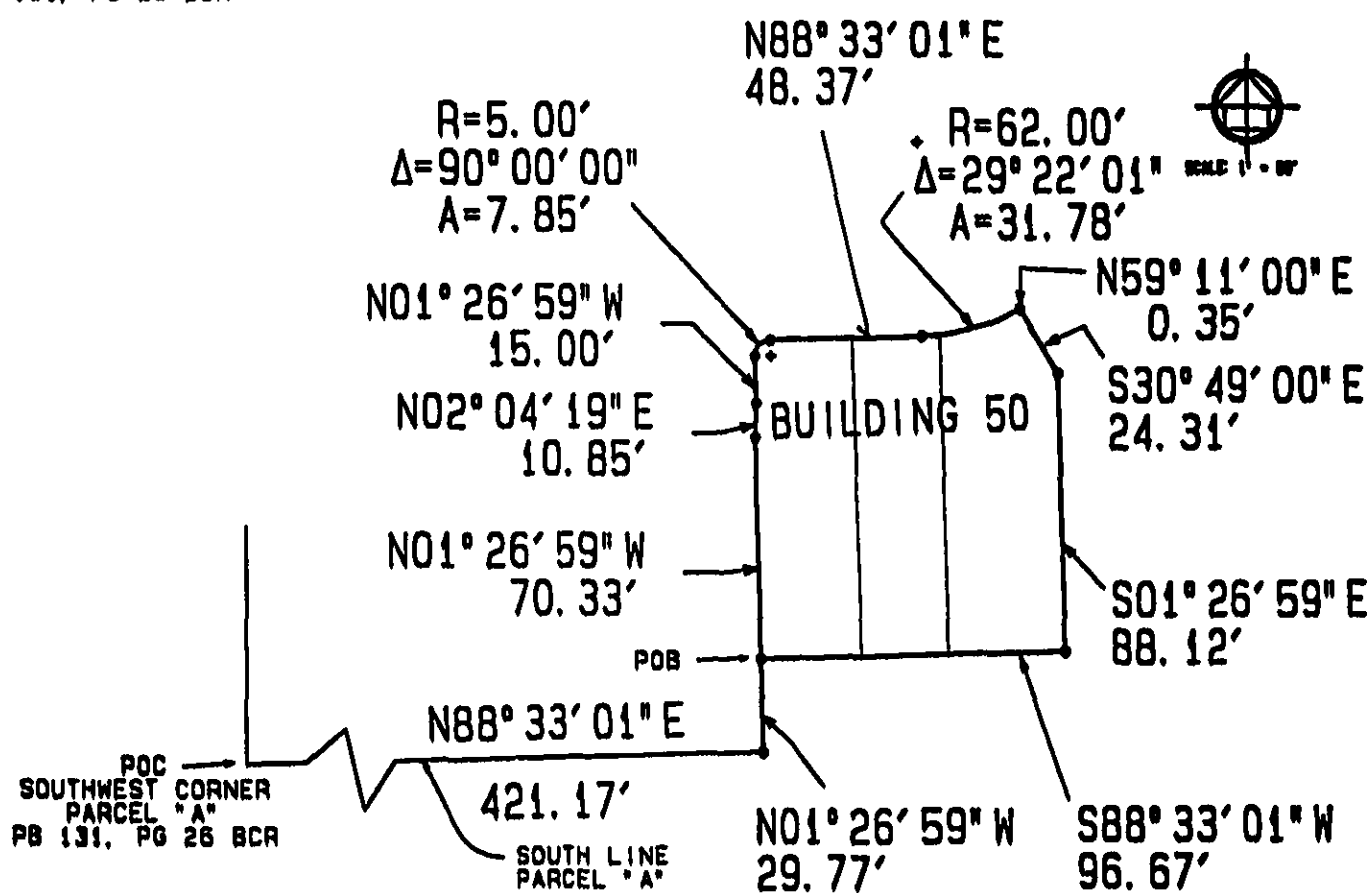 N88° 33' 01" E
48. 37'
R=5. 00'
Δ=90° 00' 00"
A=7. 85'
R=62. 00'
Δ=29° 22' 01"
A=31. 78'
N01° 26' 59" W
15. 00'
N59° 11' 00" E
0. 35'
N02° 04' 19" E
10. 85'
BUILDING 50
S30° 49' 00" E
24. 31'
N01° 26' 59" W
70. 33'
S01° 26' 59" E
88. 12'
POB
N88° 33' 01" E
421. 17'
POC
SOUTHWEST CORNER
PARCEL "A"
PB 131, PG 26 BCR
SOUTH LINE
PARCEL "A"
N01° 26' 59" W
29. 77'
S88° 33' 01" W
96. 67'